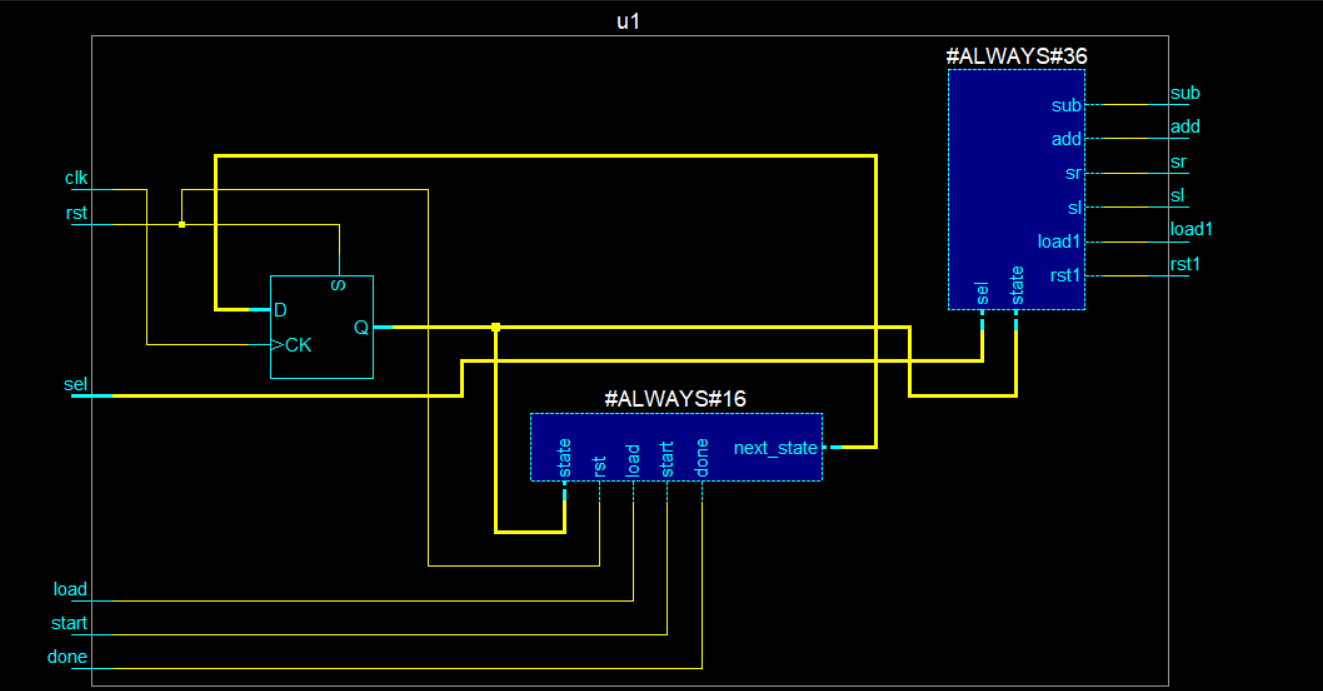 u1
#ALWAYS#36
sub
sub
add
add
sr
sr
sl
sl
load1
load1
rst1
rst1
sel
state
clk
rst
S
D
Q
CK
sel
#ALWAYS#16
state
rst
load
start
done
next_state
load
start
done